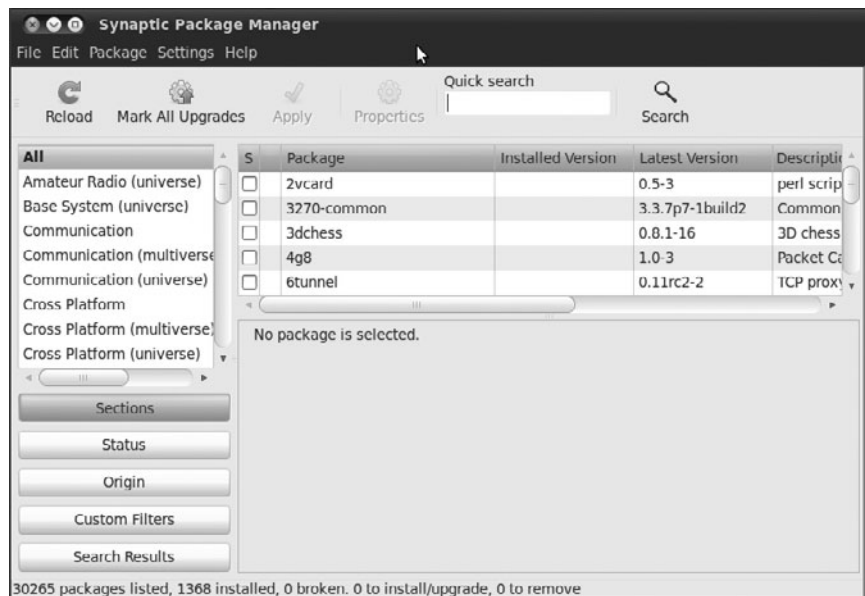 Synaptic Package Manager
File Edit Package Settings Help
Reload
Mark All Upgrades
Apply
Properties
Quick search
Search
All
Amateur Radio (universe)
Base System (universe)
Communication
Communication (multiverse
Communication (universe)
Cross Platform
Cross Platform (multiverse)
Cross Platform (universe)
S Package Installed Version Latest Version Descriptic
2vcard 0.5-3 perl scrip
3270-common 3.3.7p7-1build2 Common
3dchess 0.8.1-16 3D chess
4g8 1.0-3 Packet Ca
6tunnel 0.11rc2-2 TCP proxy
No package is selected.
Sections
Status
Origin
Custom Filters
Search Results
30265 packages listed, 1368 installed, 0 broken. 0 to install/upgrade, 0 to remove